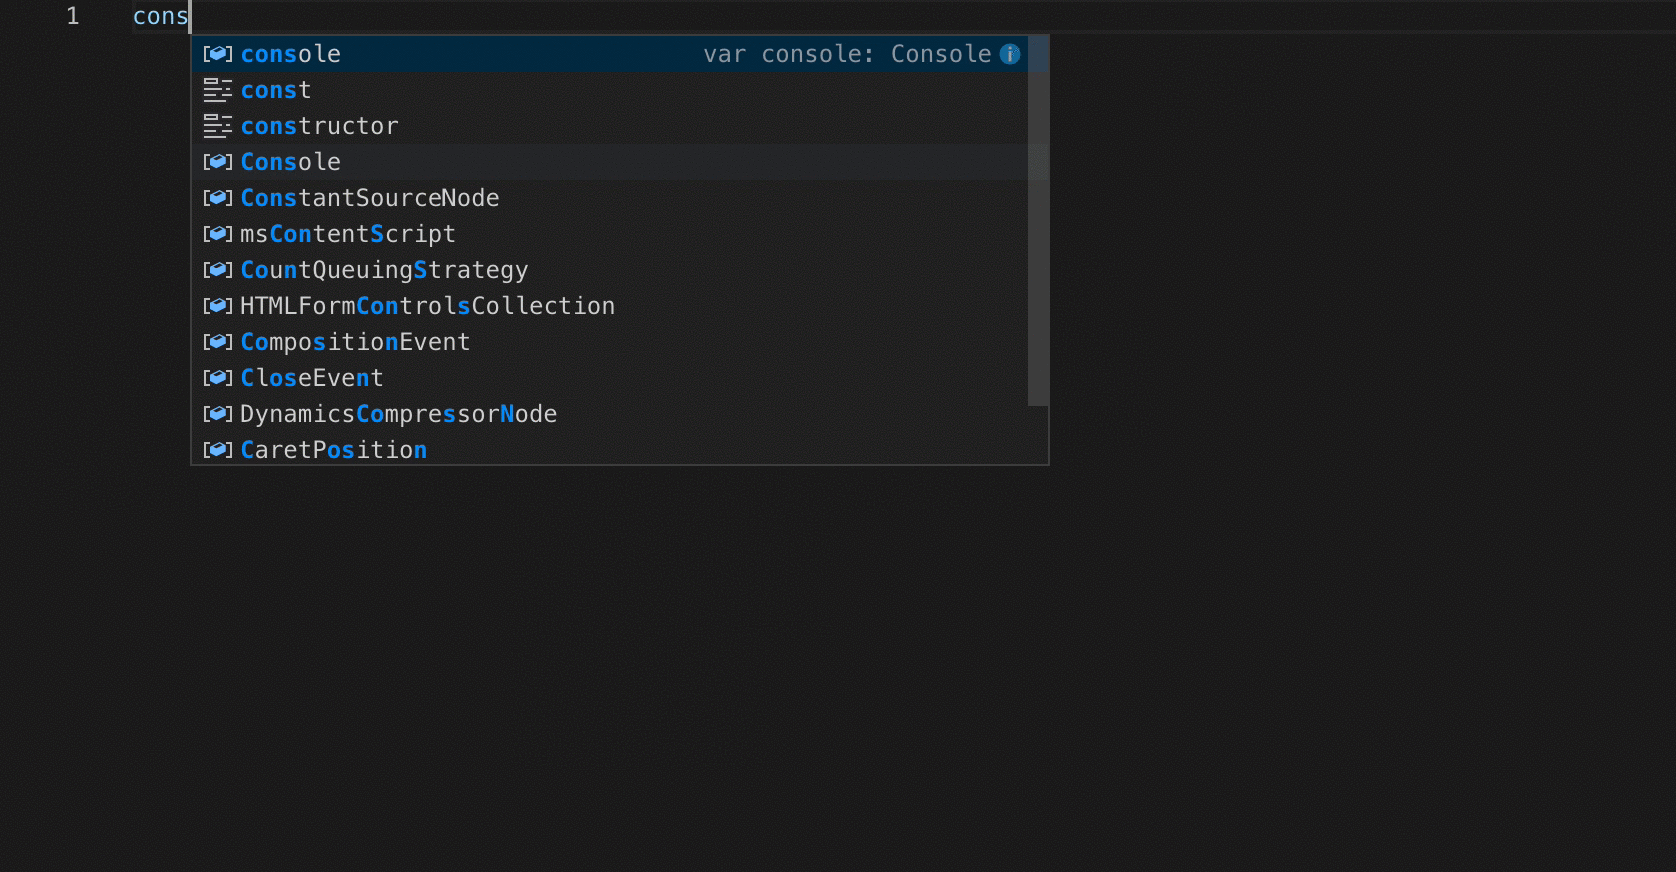 1 cons
console var console: Console
const
constructor
Console
ConstantSourceNode
msContentScript
CountQueuingStrategy
HTMLFormControlsCollection
CompositionEvent
CloseEvent
DynamicsCompressorNode
CaretPosition